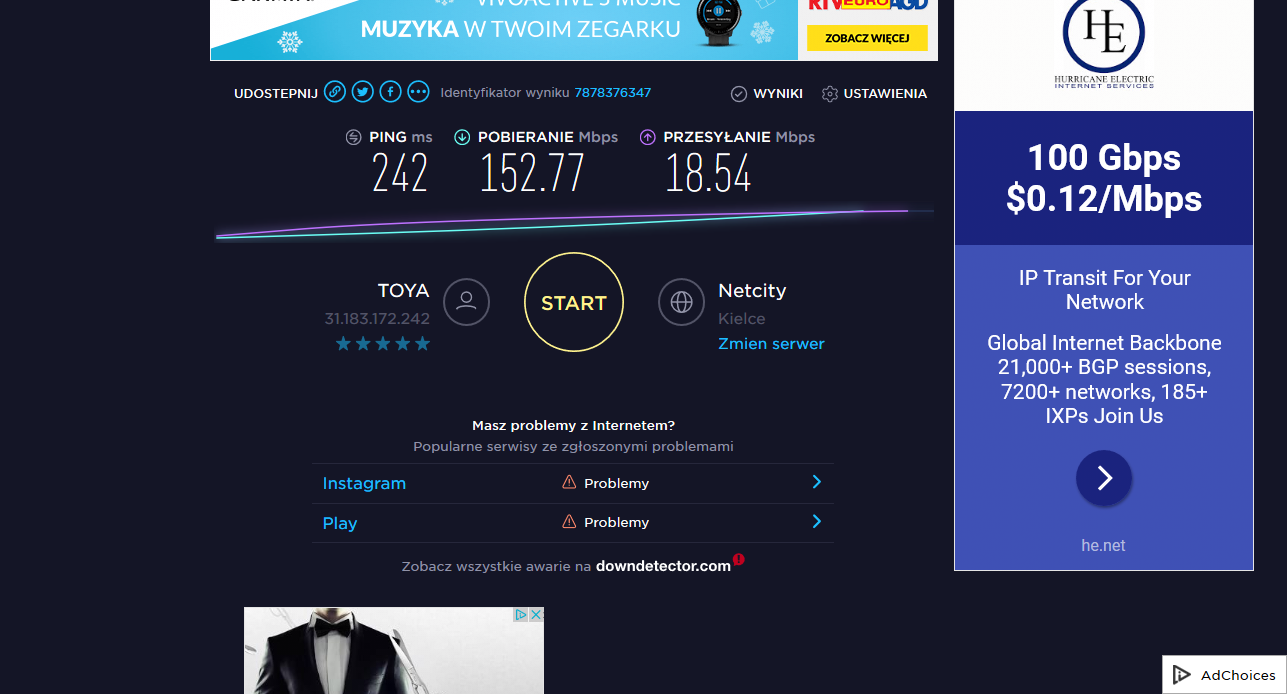 VIVOACTIVE 3 MUSIC
MUZYKA W TWOIM ZEGARKU
RTV EURO AGD
ZOBACZ WIĘCEJ
UDOSTEPNIJ
Identyfikator wyniku 7878376347
WYNIKI
USTAWIENIA
PING ms
POBIERANIE Mbps
PRZESYŁANIE Mbps
242
152.77
18.54
TOYA
31.183.172.242
START
Netcity
Kielce
Zmien serwer
Masz problemy z Internetem?
Popularne serwisy ze zgłoszonymi problemami
Instagram
Problemy
Play
Problemy
Zobacz wszystkie awarie na downdetector.com
HE
HURRICANE ELECTRIC
INTERNET SERVICES
100 Gbps
$0.12/Mbps
IP Transit For Your
Network
Global Internet Backbone
21,000+ BGP sessions,
7200+ networks, 185+
IXPs Join Us
he.net
AdChoices